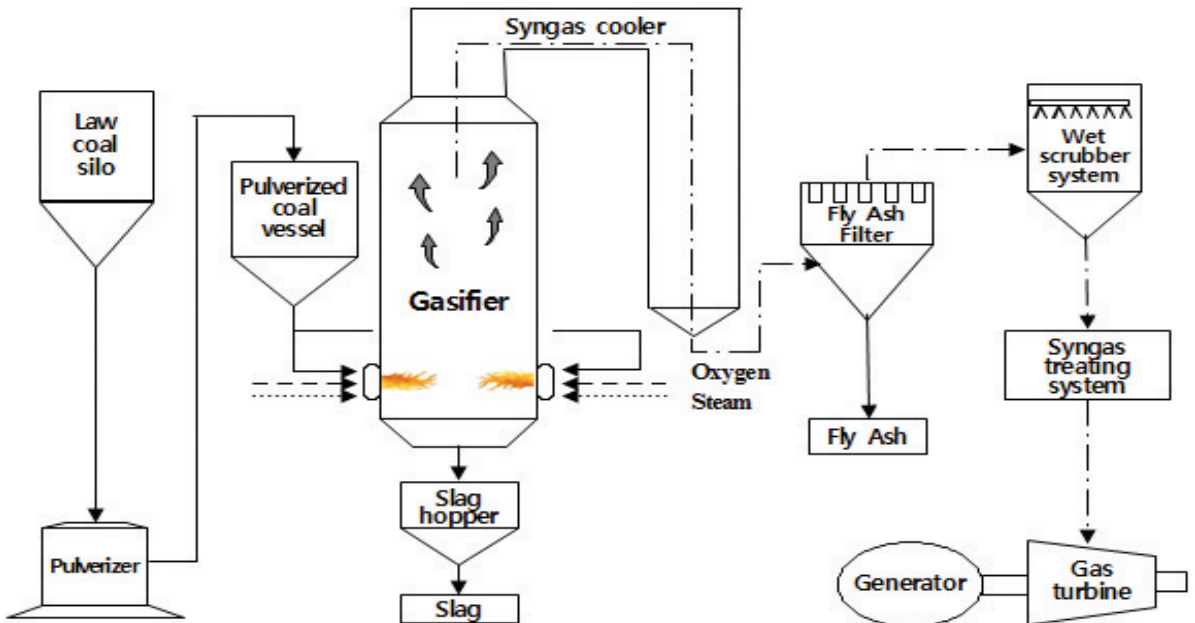 Syngas cooler
Law
coal
silo
Pulverized
coal
vessel
Gasifier
Wet
scrubber
system
Fly Ash
Filter
Oxygen
Steam
Syngas
treating
system
Fly Ash
Slag
hopper
Pulverizer
Slag
Generator
Gas
turbine